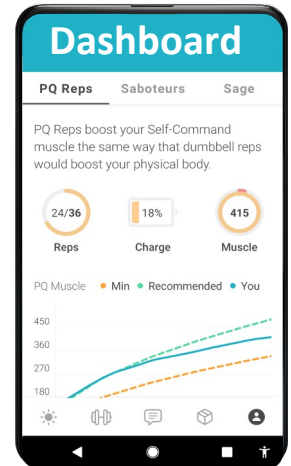 Dashboard
PQ Reps Saboteurs Sage
PQ Reps boost your Self-Command
muscle the same way that dumbbell reps
would boost your physical body.
24/36 18% 415
Reps Charge Muscle
PQ Muscle Min Recommended You
450
360
270
180